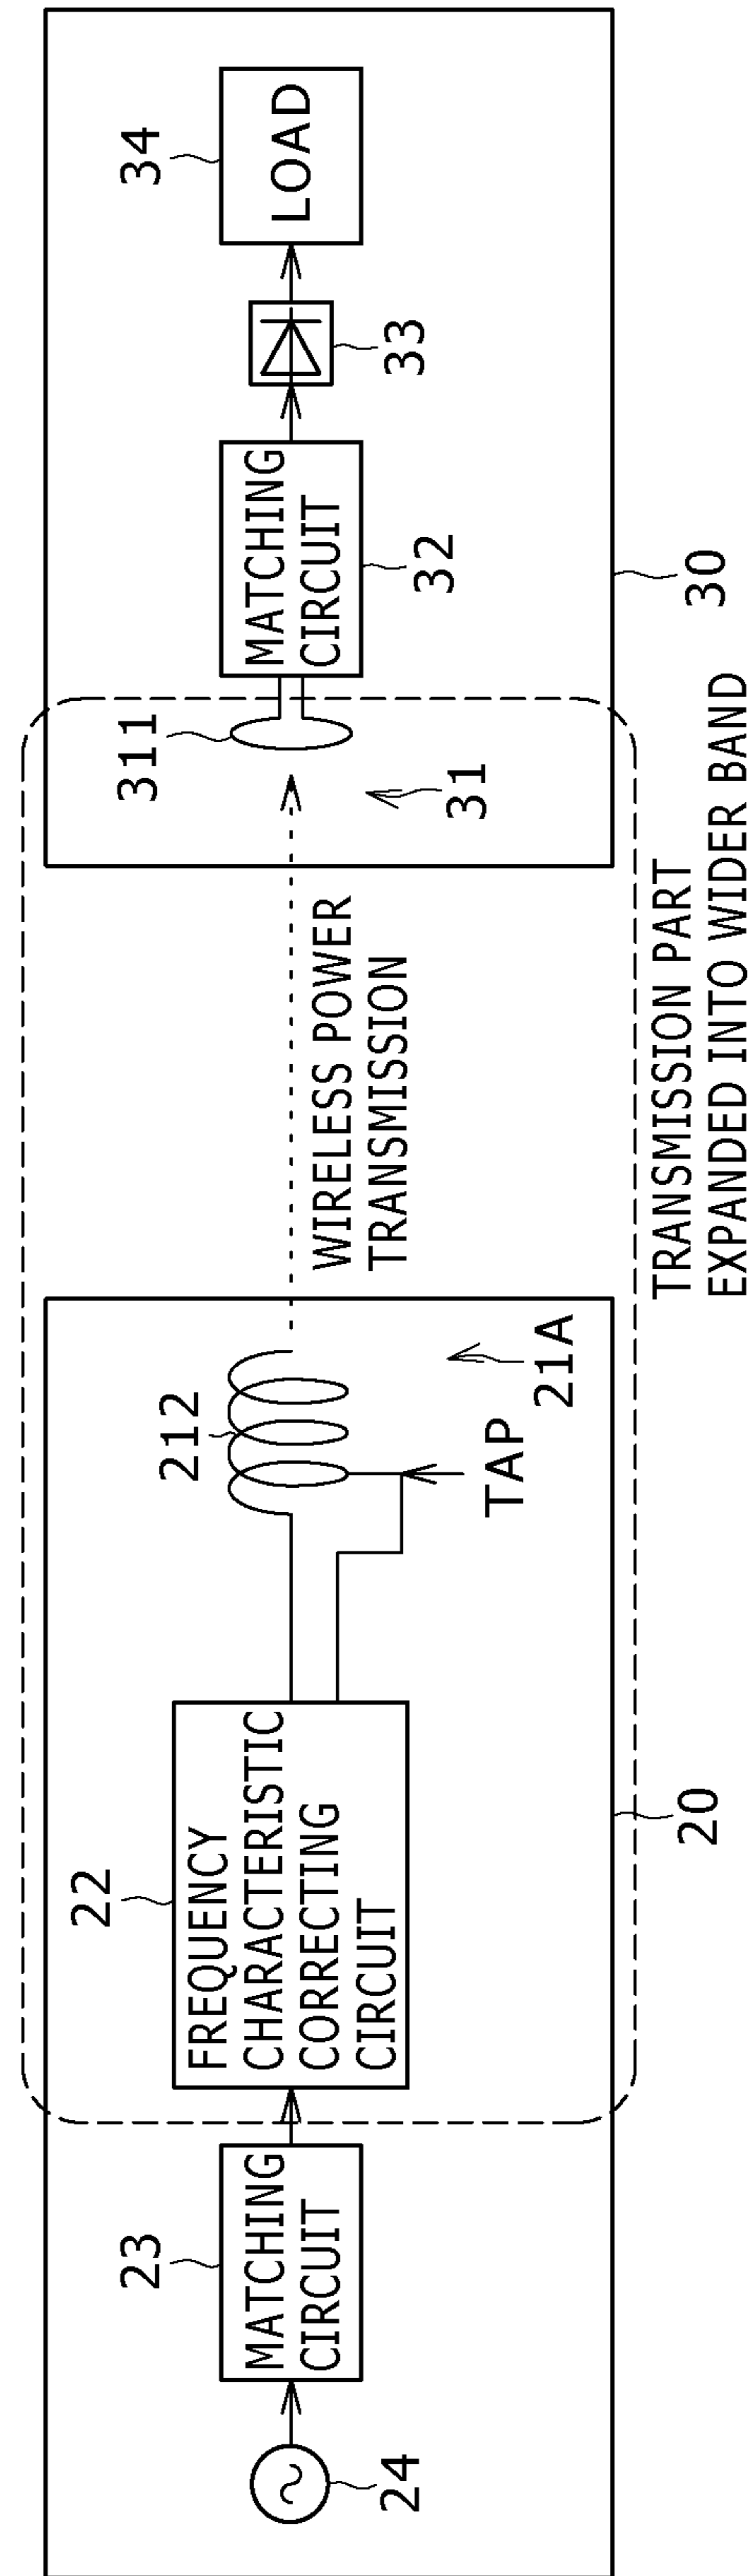 24
23
MATCHING
CIRCUIT
22
FREQUENCY
CHARACTERISTIC
CORRECTING
CIRCUIT
20
212
TAP
21A
WIRELESS POWER
TRANSMISSION
TRANSMISSION PART
EXPANDED INTO WIDER BAND
311
31
MATCHING
CIRCUIT
32
30
33
34
LOAD